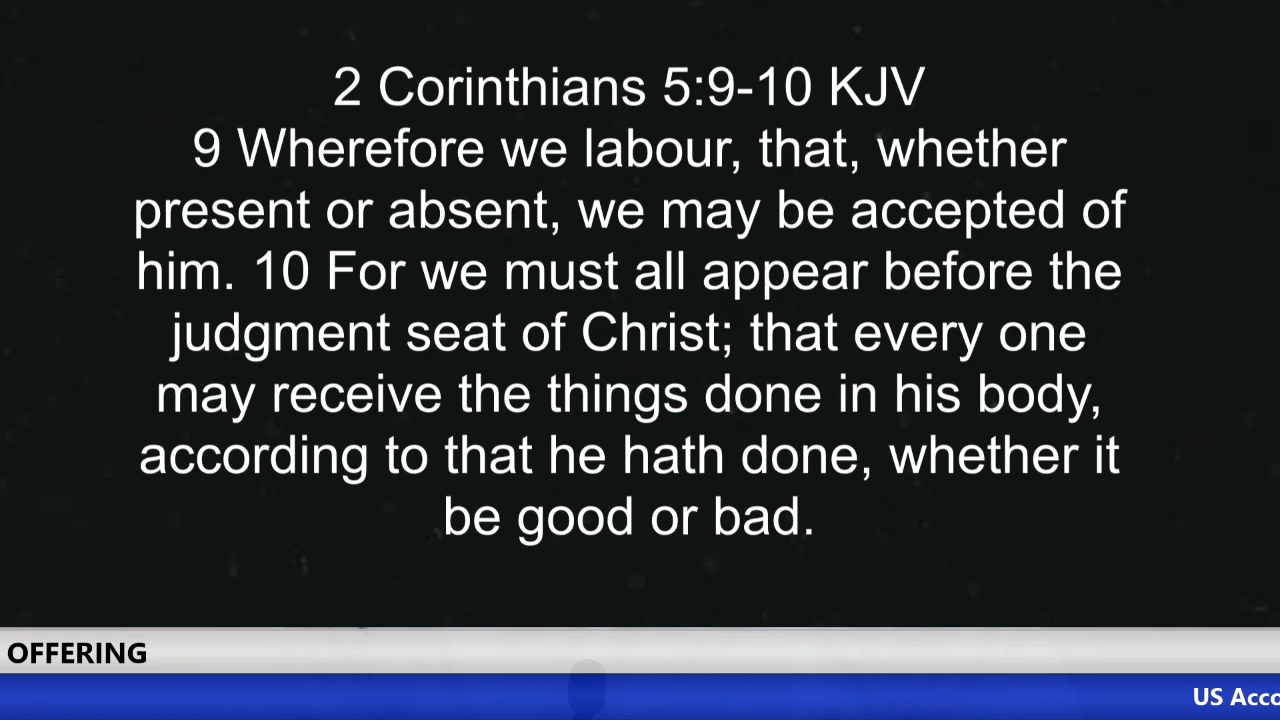 2 Corinthians 5:9-10 KJV
9 Wherefore we labour, that, whether
present or absent, we may be accepted of
him. 10 For we must all appear before the
judgment seat of Christ; that every one
may receive the things done in his body,
according to that he hath done, whether it
be good or bad.
OFFERING
US Acco